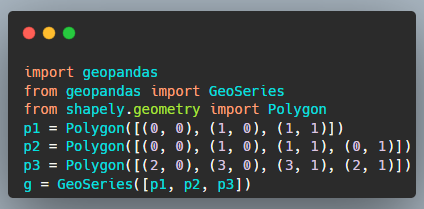 import geopandas
from geopandas import GeoSeries
from shapely.geometry import Polygon
p1 = Polygon([(0, 0), (1, 0), (1, 1)])
p2 = Polygon([(0, 0), (1, 0), (1, 1), (0, 1)])
p3 = Polygon([(2, 0), (3, 0), (3, 1), (2, 1)])
g = GeoSeries([p1, p2, p3])